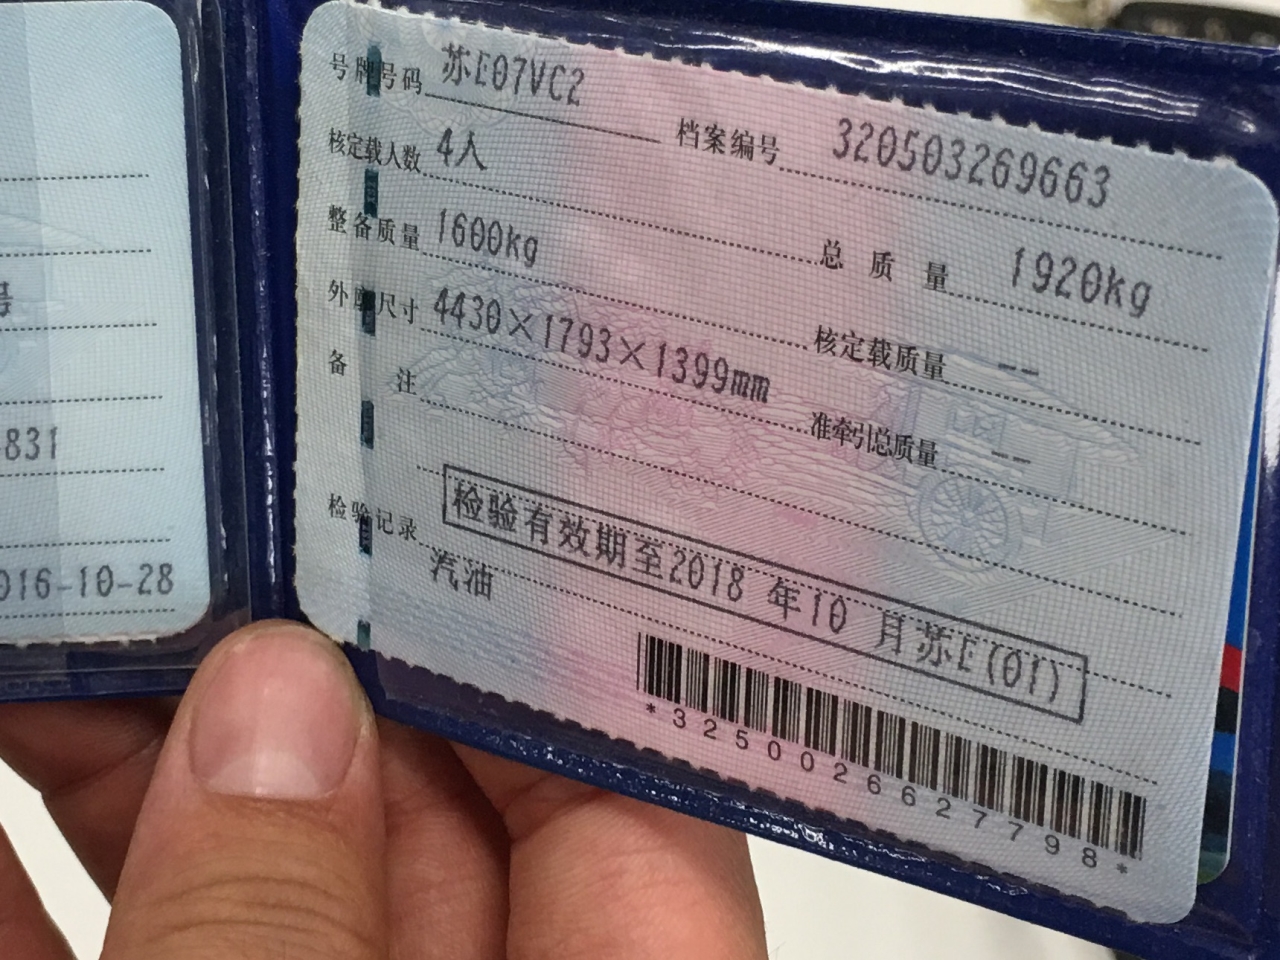 号
831
016-10-28
号牌号码 苏E07VC2 档案编号 320503269663
核定载人数 4人 总质量 1920kg
整备质量 1600kg 核定载质量 --
外廓尺寸 4430×1793×1399mm 准牵引总质量 --
备注
检验记录 检验有效期至2018 年10 月苏E(01)
汽油
*3250026627798*